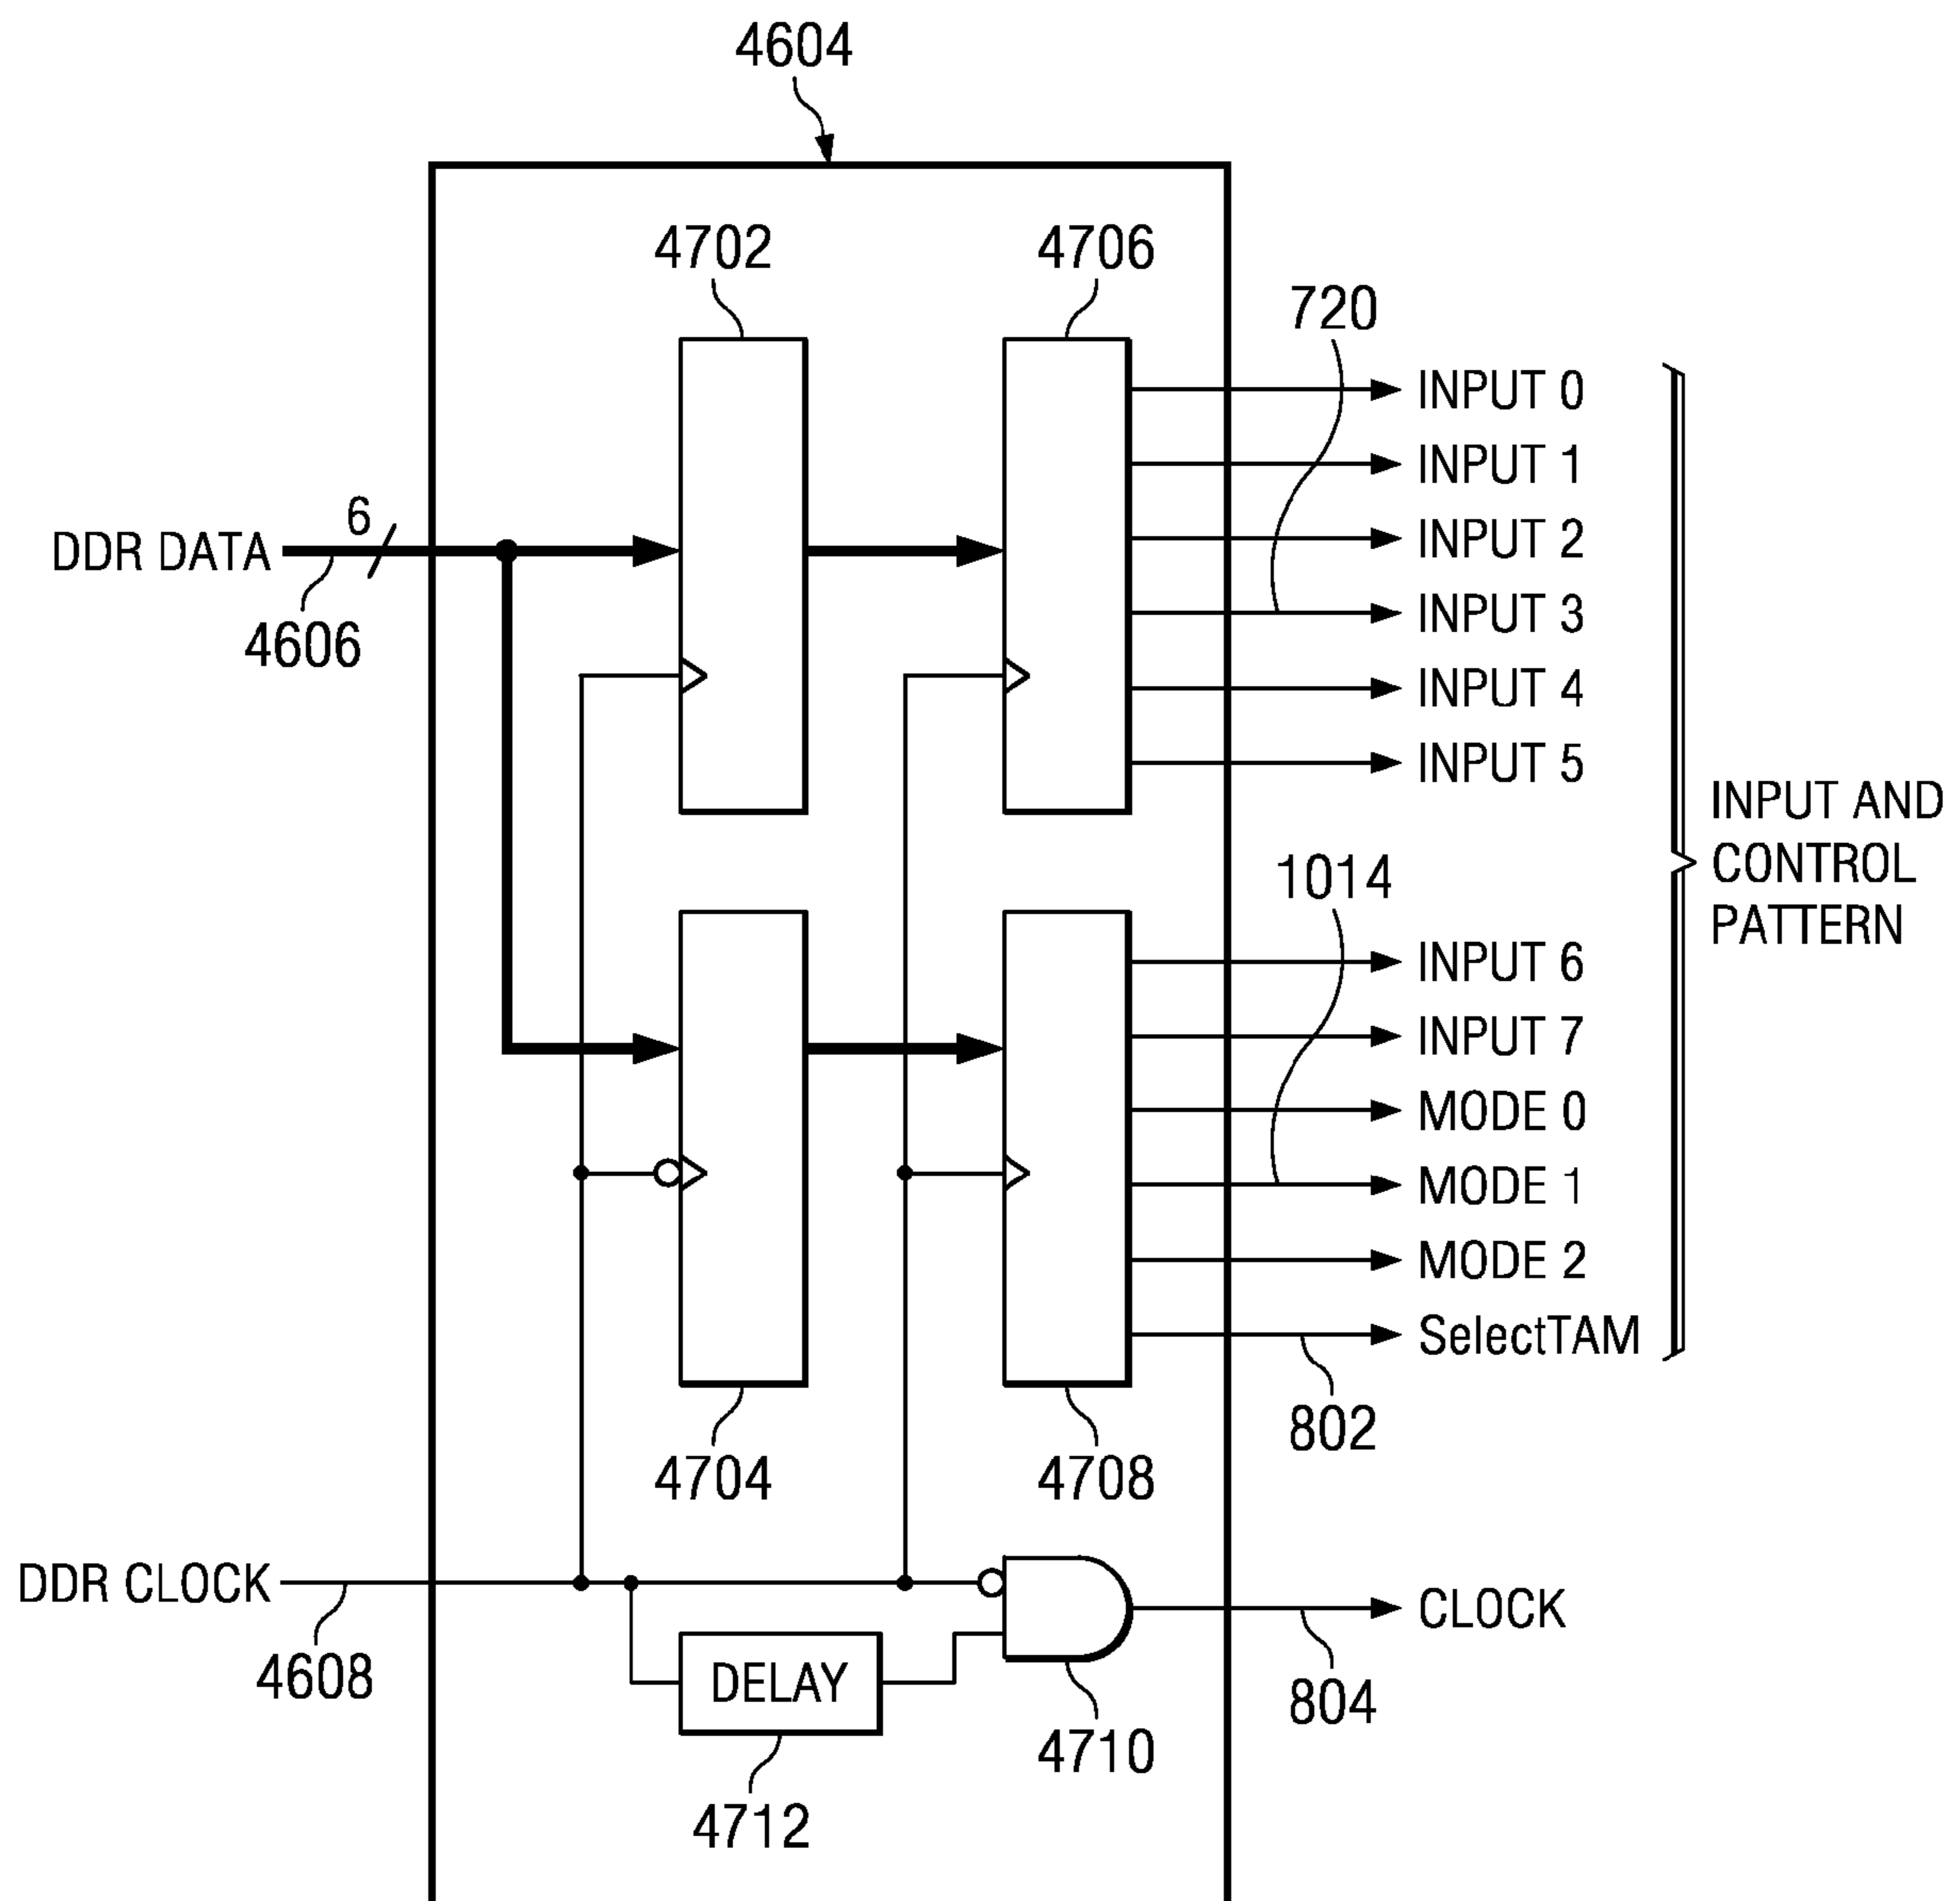 4604
4702
4706
720
INPUT 0
INPUT 1
6
INPUT 2
DDR DATA
4606
INPUT 3
INPUT 4
INPUT 5
INPUT AND
CONTROL
PATTERN
1014
INPUT 6
INPUT 7
MODE 0
MODE 1
MODE 2
SelectTAM
802
4704
4708
DDR CLOCK
CLOCK
4608
DELAY
804
4710
4712